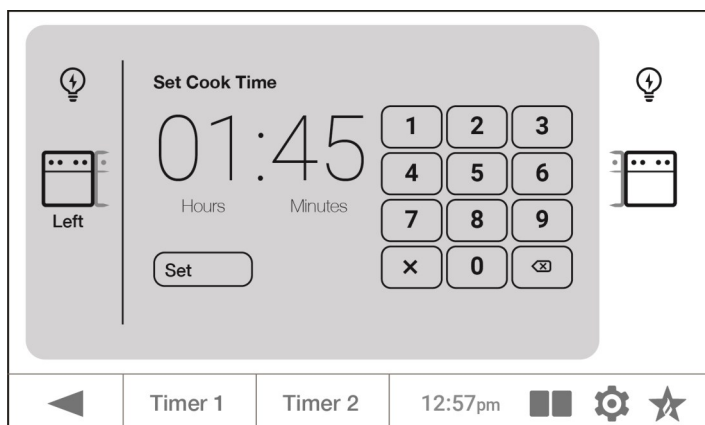 Set Cook Time
01:45
Hours Minutes
Left
Set
1 2 3
4 5 6
7 8 9
× 0
Timer 1 Timer 2 12:57pm